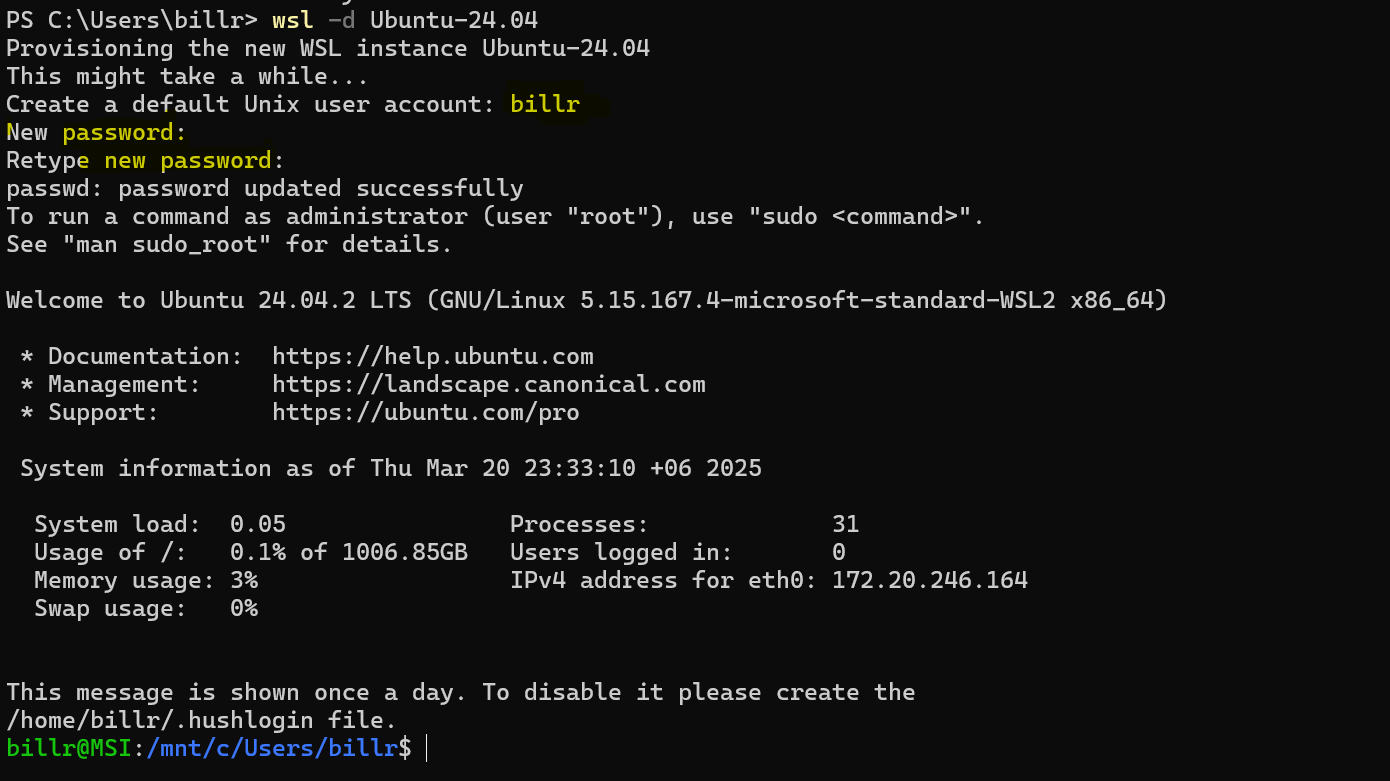 PS C:\Users\billr> wsl -d Ubuntu-24.04
Provisioning the new WSL instance Ubuntu-24.04
This might take a while...
Create a default Unix user account: billr
New password:
Retype new password:
passwd: password updated successfully
To run a command as administrator (user "root"), use "sudo <command>".
See "man sudo_root" for details.

Welcome to Ubuntu 24.04.2 LTS (GNU/Linux 5.15.167.4-microsoft-standard-WSL2 x86_64)

 * Documentation:  https://help.ubuntu.com
 * Management:     https://landscape.canonical.com
 * Support:        https://ubuntu.com/pro

 System information as of Thu Mar 20 23:33:10 +06 2025

  System load:  0.05                Processes:             31
  Usage of /:   0.1% of 1006.85GB   Users logged in:       0
  Memory usage: 3%                  IPv4 address for eth0: 172.20.246.164
  Swap usage:   0%

This message is shown once a day. To disable it please create the
/home/billr/.hushlogin file.
billr@MSI:/mnt/c/Users/billr$